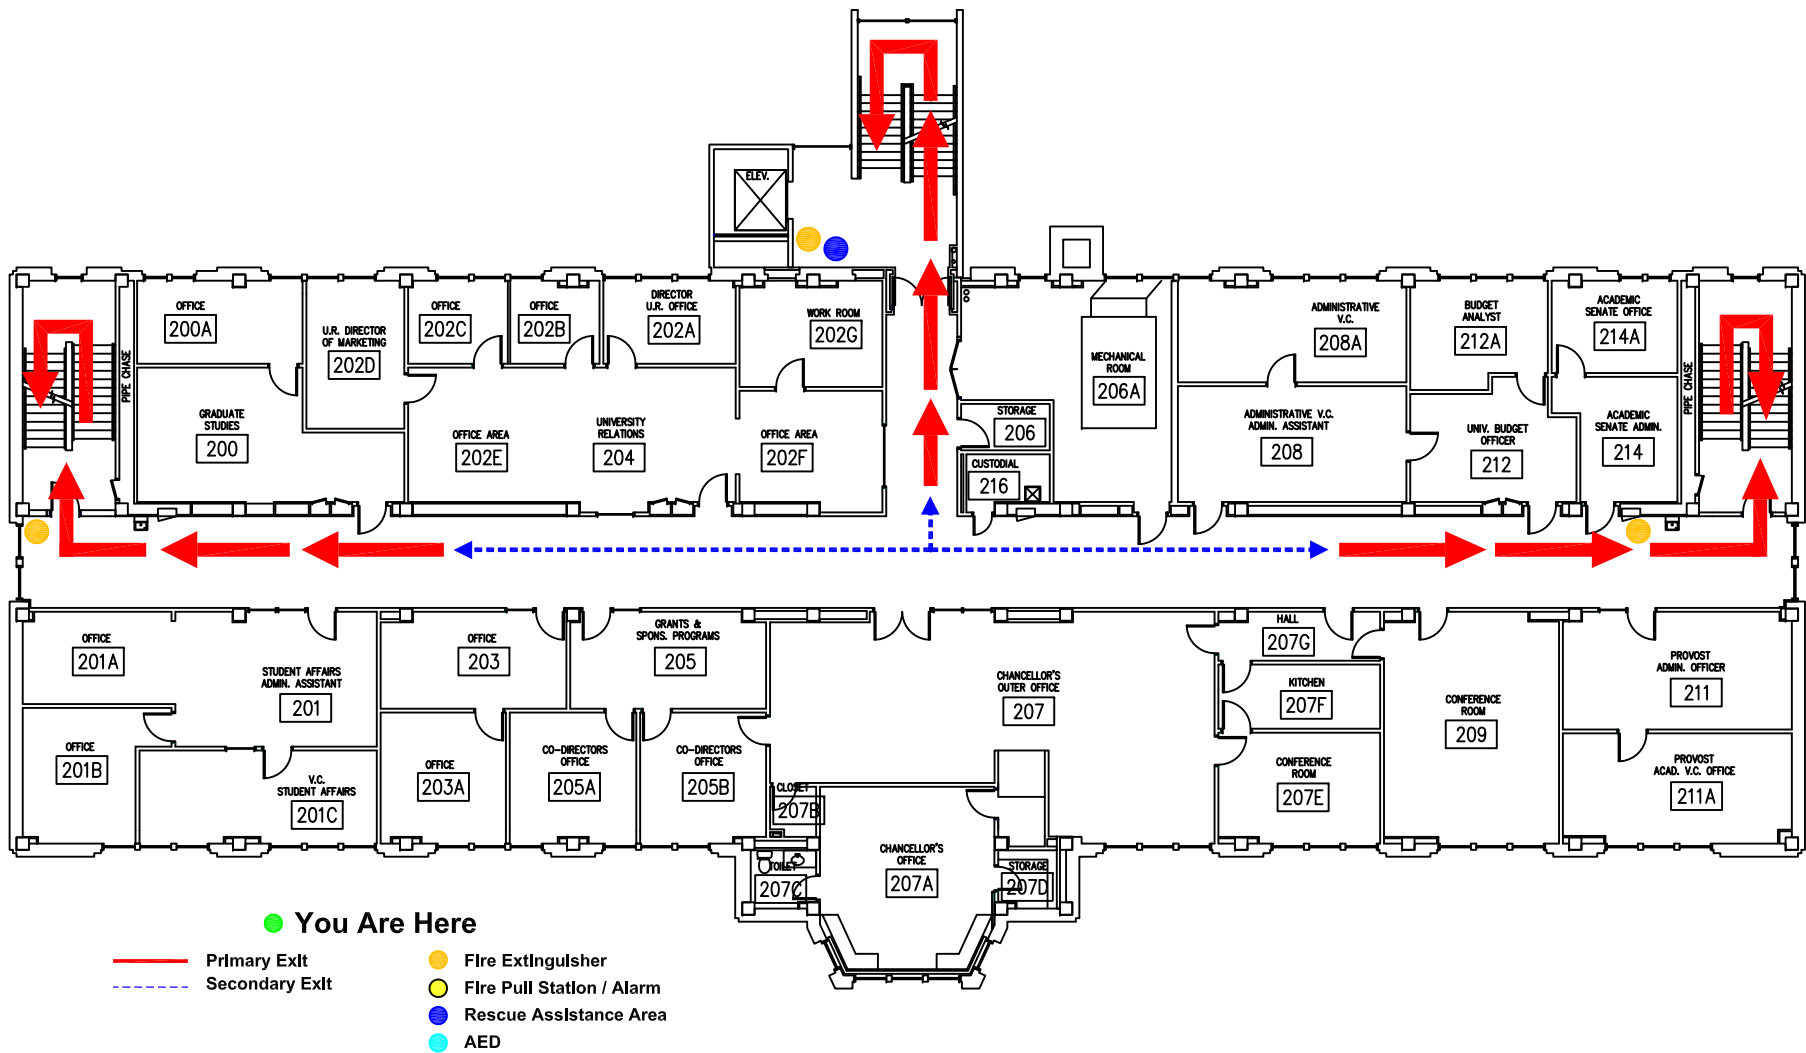 ELEV.
OFFICE
200A
U.R. DIRECTOR
OF MARKETING
202D
OFFICE
202C
OFFICE
202B
DIRECTOR
U.R. OFFICE
202A
WORK ROOM
202G
PIPE CHASE
GRADUATE
STUDIES
200
OFFICE AREA
202E
UNIVERSITY
RELATIONS
204
OFFICE AREA
202F
MECHANICAL
ROOM
206A
STORAGE
206
CUSTODIAL
216
ADMINISTRATIVE
V.C.
208A
ADMINISTRATIVE V.C.
ADMIN. ASSISTANT
208
BUDGET
ANALYST
212A
UNIV. BUDGET
OFFICER
212
ACADEMIC
SENATE OFFICE
214A
ACADEMIC
SENATE ADMIN.
214
PIPE CHASE
OFFICE
201A
STUDENT AFFAIRS
ADMIN. ASSISTANT
201
OFFICE
201B
V.C.
STUDENT AFFAIRS
201C
OFFICE
203
OFFICE
203A
GRANTS &
SPONS. PROGRAMS
205
CO-DIRECTORS
OFFICE
205A
CO-DIRECTORS
OFFICE
205B
CHANCELLOR'S
OUTER OFFICE
207
CLOSET
207B
TOILET
207C
CHANCELLOR'S
OFFICE
207A
STORAGE
207D
HALL
207G
KITCHEN
207F
CONFERENCE
ROOM
207E
CONFERENCE
ROOM
209
PROVOST
ADMIN. OFFICER
211
PROVOST
ACAD. V.C. OFFICE
211A
You Are Here
Primary Exit
Secondary Exit
Fire Extinguisher
Fire Pull Station / Alarm
Rescue Assistance Area
AED